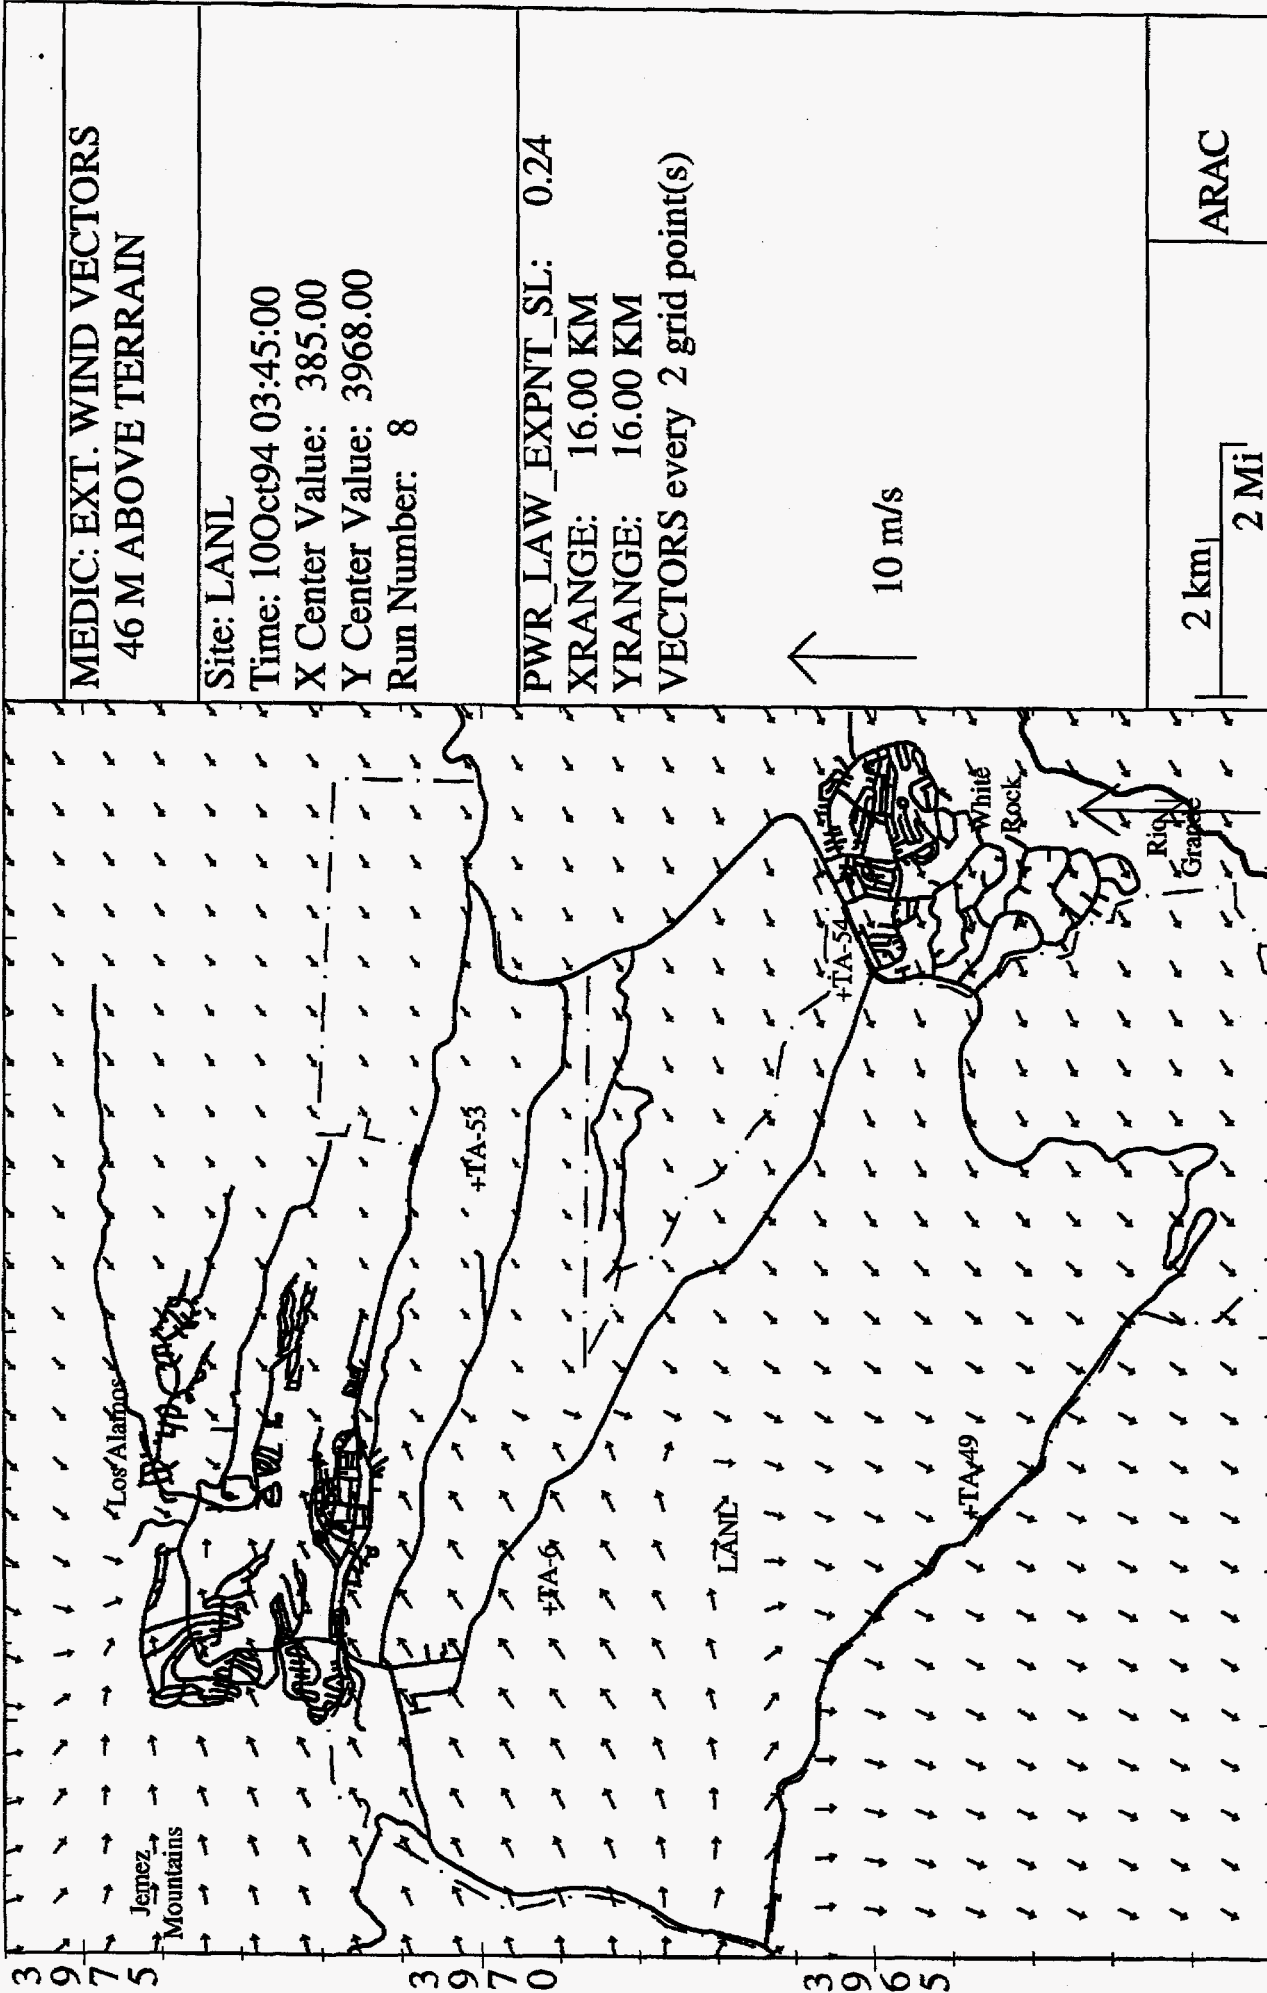 MEDIC: EXT. WIND VECTORS
46 M ABOVE TERRAIN
Site: LANL
Time: 10Oct94 03:45:00
X Center Value: 385.00
Y Center Value: 3968.00
Run Number: 8
PWR_LAW_EXPNT_SL: 0.24
XRANGE: 16.00 KM
YRANGE: 16.00 KM
VECTORS every 2 grid point(s)
10 m/s
2 km
2 Mi
ARAC
3975
3970
3965
Jemez
Mountains
Los Alamos
+TA-53
+TA-6
LANL
+TA-49
+TA-54
White
Rock
Rio
Grande